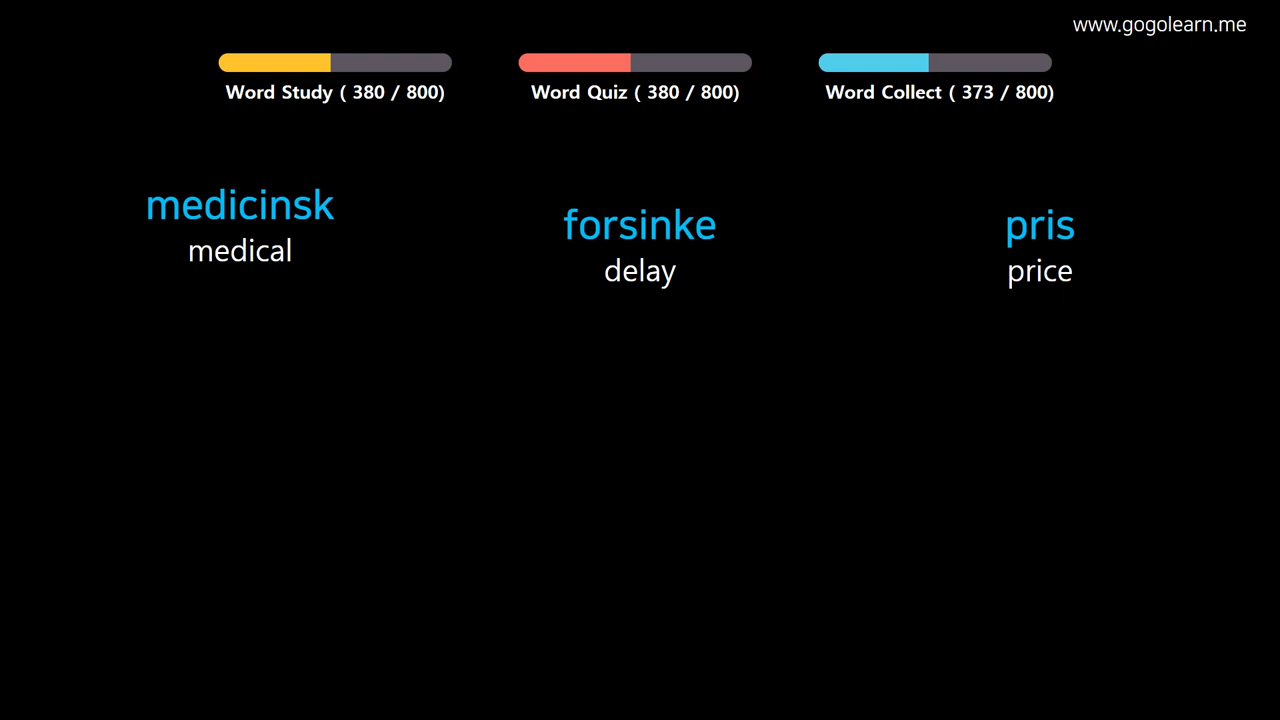 www.gogolearn.me
Word Study ( 380 / 800)
Word Quiz ( 380 / 800)
Word Collect ( 373 / 800)
medicinsk
medical
forsinke
delay
pris
price